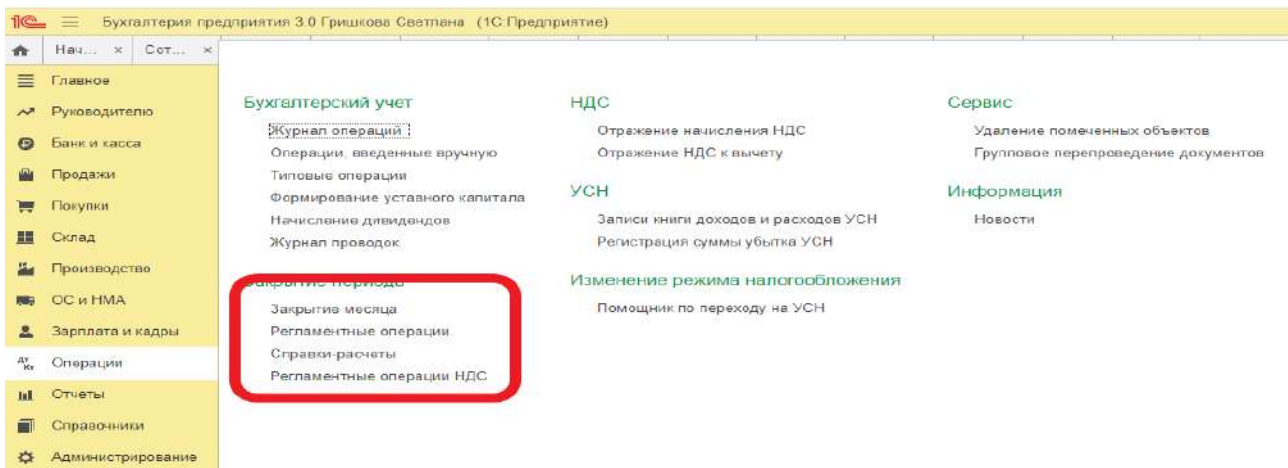 1С Бухгалтерия предприятия 3.0 Гришкова Светлана (1С:Предприятие)
Нач... × Сот... ×
Главное
Руководителю
Банк и касса
Продажи
Покупки
Склад
Производство
ОС и НМА
Зарплата и кадры
Дт Кт Операции
Отчеты
Справочники
Администрирование
Бухгалтерский учет
Журнал операций
Операции, введенные вручную
Типовые операции
Формирование уставного капитала
Начисление дивидендов
Журнал проводок
Закрытие периода
Закрытие месяца
Регламентные операции
Справки-расчеты
Регламентные операции НДС
НДС
Отражение начисления НДС
Отражение НДС к вычету
УСН
Записи книги доходов и расходов УСН
Регистрация суммы убытка УСН
Изменение режима налогообложения
Помощник по переходу на УСН
Сервис
Удаление помеченных объектов
Групповое перепроведение документов
Информация
Новости